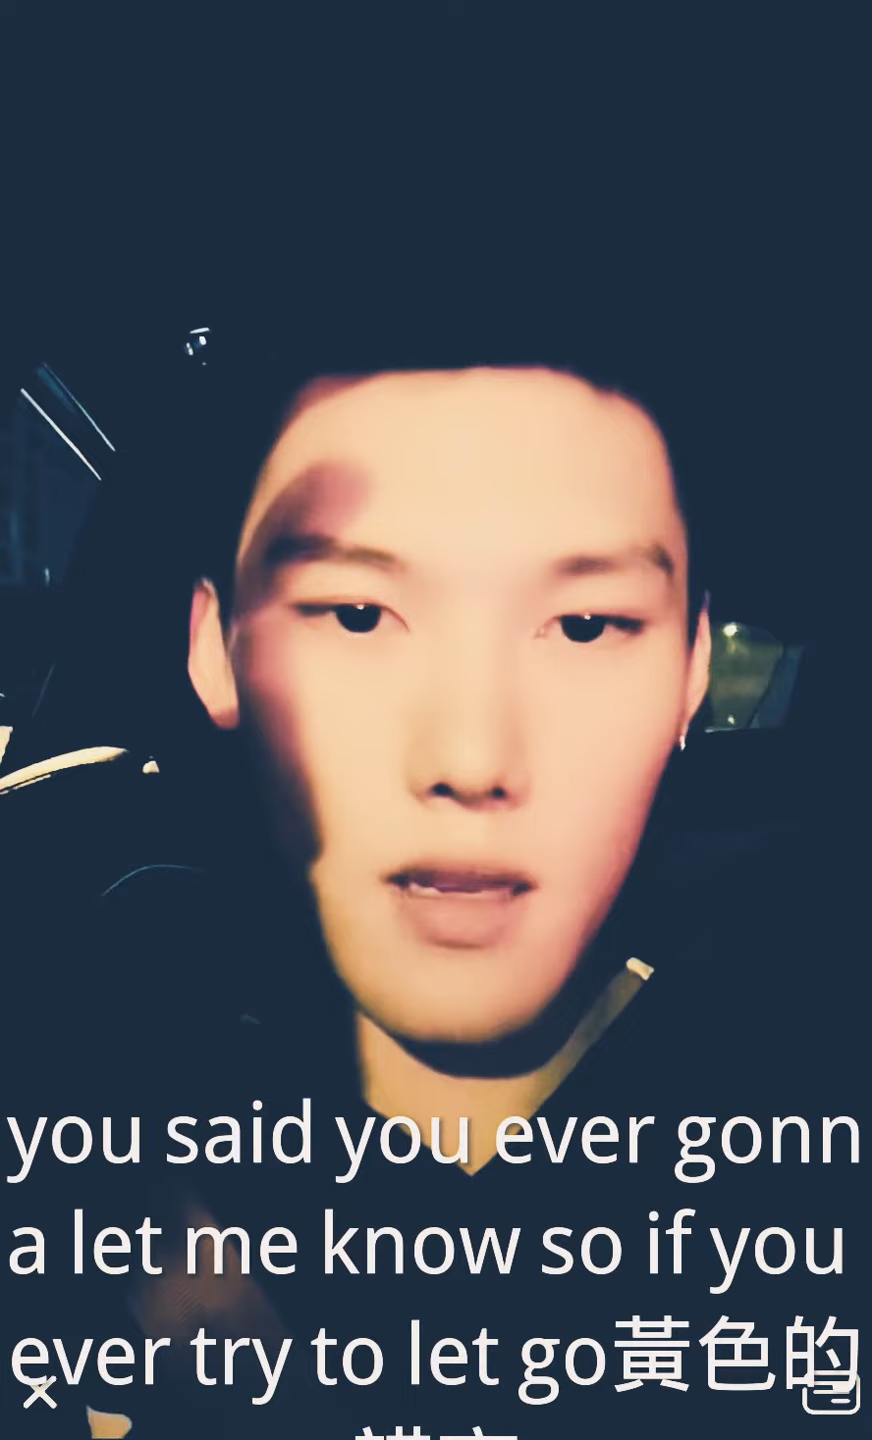 you said you ever gonn
a let me know so if you
ever try to let go黃色的